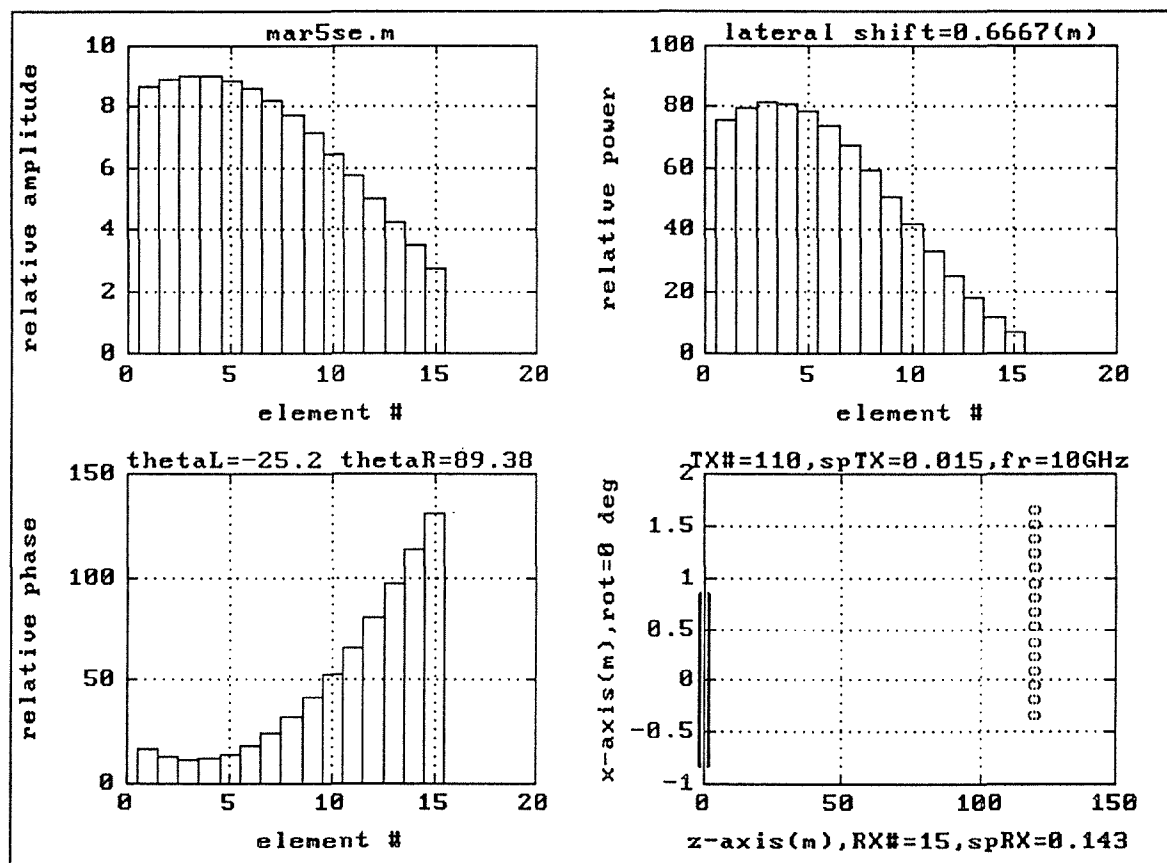 mar5se.m
10
8
6
4
2
0
relative amplitude
0 5 10 15 20
element #
lateral shift=0.6667(m)
100
80
60
40
20
0
relative power
0 5 10 15 20
element #
thetaL=-25.2 thetaR=89.38
150
100
50
0
relative phase
0 5 10 15 20
element #
TX#=110,spTX=0.015,fr=10GHz
2
1.5
1
0.5
0
-0.5
-1
x-axis(m),rot=0 deg
0 50 100 150
z-axis(m),RX#=15,spRX=0.143